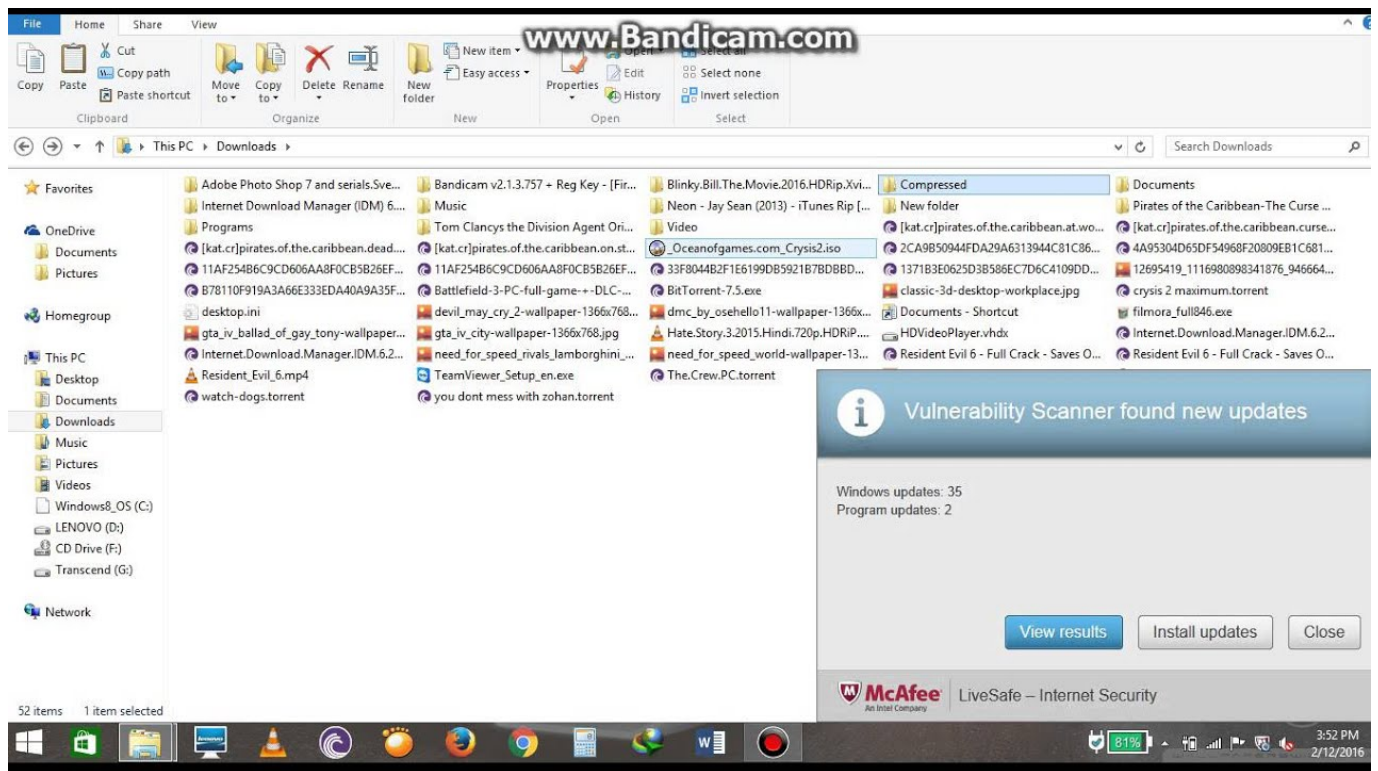 www.Bandicam.com
File Home Share View
Copy
Paste
Cut
Copy path
Paste shortcut
Clipboard
Move to
Copy to
Delete
Rename
Organize
New folder
New item
Easy access
New
Properties
Open
Edit
History
Open
Select all
Select none
Invert selection
Select
This PC Downloads
Search Downloads
Favorites
OneDrive
Documents
Pictures
Homegroup
This PC
Desktop
Documents
Downloads
Music
Pictures
Videos
Windows8_OS (C:)
LENOVO (D:)
CD Drive (F:)
Transcend (G:)
Network
Adobe Photo Shop 7 and serials.Sve... Bandicam v2.1.3.757 + Reg Key - [Fir... Blinky.Bill.The.Movie.2016.HDRip.Xvi... Compressed Documents
Internet Download Manager (IDM) 6.... Music Neon - Jay Sean (2013) - iTunes Rip [... New folder Pirates of the Caribbean-The Curse ...
Programs Tom Clancys the Division Agent Ori... Video [kat.cr]pirates.of.the.caribbean.at.wo... [kat.cr]pirates.of.the.caribbean.curse...
[kat.cr]pirates.of.the.caribbean.dead.... [kat.cr]pirates.of.the.caribbean.on.st... _Oceanofgames.com_Crysis2.iso 2CA9B50944FDA29A6313944C81C86... 4A95304D65DF54968F20809EB1C681...
11AF254B6C9CD606AA8F0CB5B26EF... 11AF254B6C9CD606AA8F0CB5B26EF... 33F8044B2F1E6199DB5921B7BDBBD... 1371B3E0625D3B586EC7D6C4109DD... 12695419_1116980898341876_946664...
B78110F919A3A66E333EDA40A9A35F... Battlefield-3-PC-full-game-+-DLC-... BitTorrent-7.5.exe classic-3d-desktop-workplace.jpg crysis 2 maximum.torrent
desktop.ini devil_may_cry_2-wallpaper-1366x768... dmc_by_osehello11-wallpaper-1366x... Documents - Shortcut filmora_full846.exe
gta_iv_ballad_of_gay_tony-wallpaper... gta_iv_city-wallpaper-1366x768.jpg Hate.Story.3.2015.Hindi.720p.HDRiP.... HDVideoPlayer.vhdx Internet.Download.Manager.IDM.6.2...
Internet.Download.Manager.IDM.6.2... need_for_speed_rivals_lamborghini_... need_for_speed_world-wallpaper-13... Resident Evil 6 - Full Crack - Saves O... Resident Evil 6 - Full Crack - Saves O...
Resident_Evil_6.mp4 TeamViewer_Setup_en.exe The.Crew.PC.torrent
watch-dogs.torrent you dont mess with zohan.torrent
Vulnerability Scanner found new updates
Windows updates: 35
Program updates: 2
View results Install updates Close
McAfee
An Intel Company
LiveSafe – Internet Security
52 items 1 item selected
81%
3:52 PM
2/12/2016